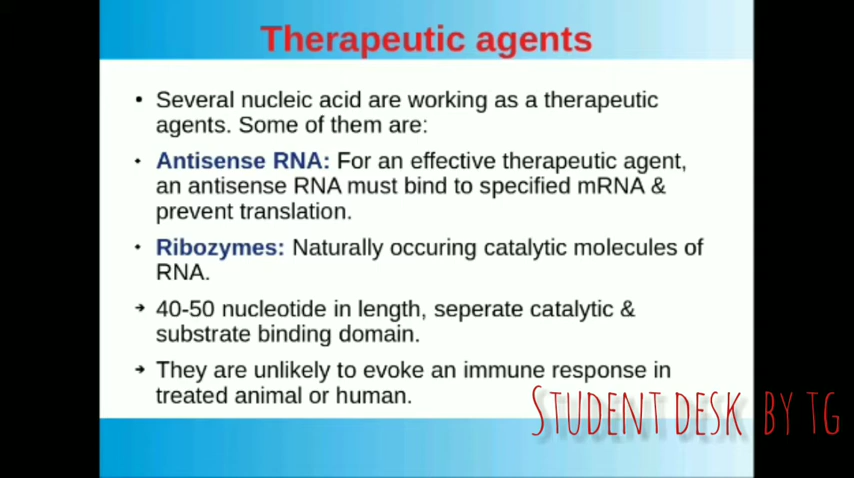 Therapeutic agents
• Several nucleic acid are working as a therapeutic
agents. Some of them are:
• Antisense RNA: For an effective therapeutic agent,
an antisense RNA must bind to specified mRNA &
prevent translation.
• Ribozymes: Naturally occuring catalytic molecules of
RNA.
→ 40-50 nucleotide in length, seperate catalytic &
substrate binding domain.
→ They are unlikely to evoke an immune response in
treated animal or human.
STUDENT DESK BY TG